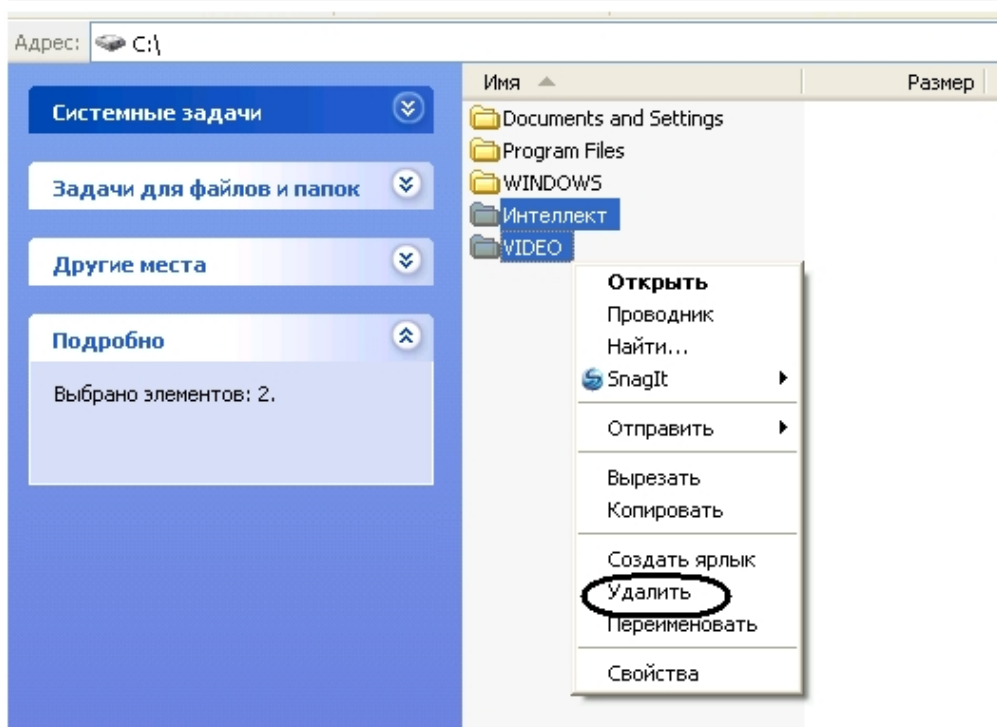 Адрес: C:\
Имя Размер
Системные задачи
Задачи для файлов и папок
Другие места
Подробно
Выбрано элементов: 2.
Documents and Settings
Program Files
WINDOWS
Интеллект
VIDEO
Открыть
Проводник
Найти...
SnagIt
Отправить
Вырезать
Копировать
Создать ярлык
Удалить
Переименовать
Свойства